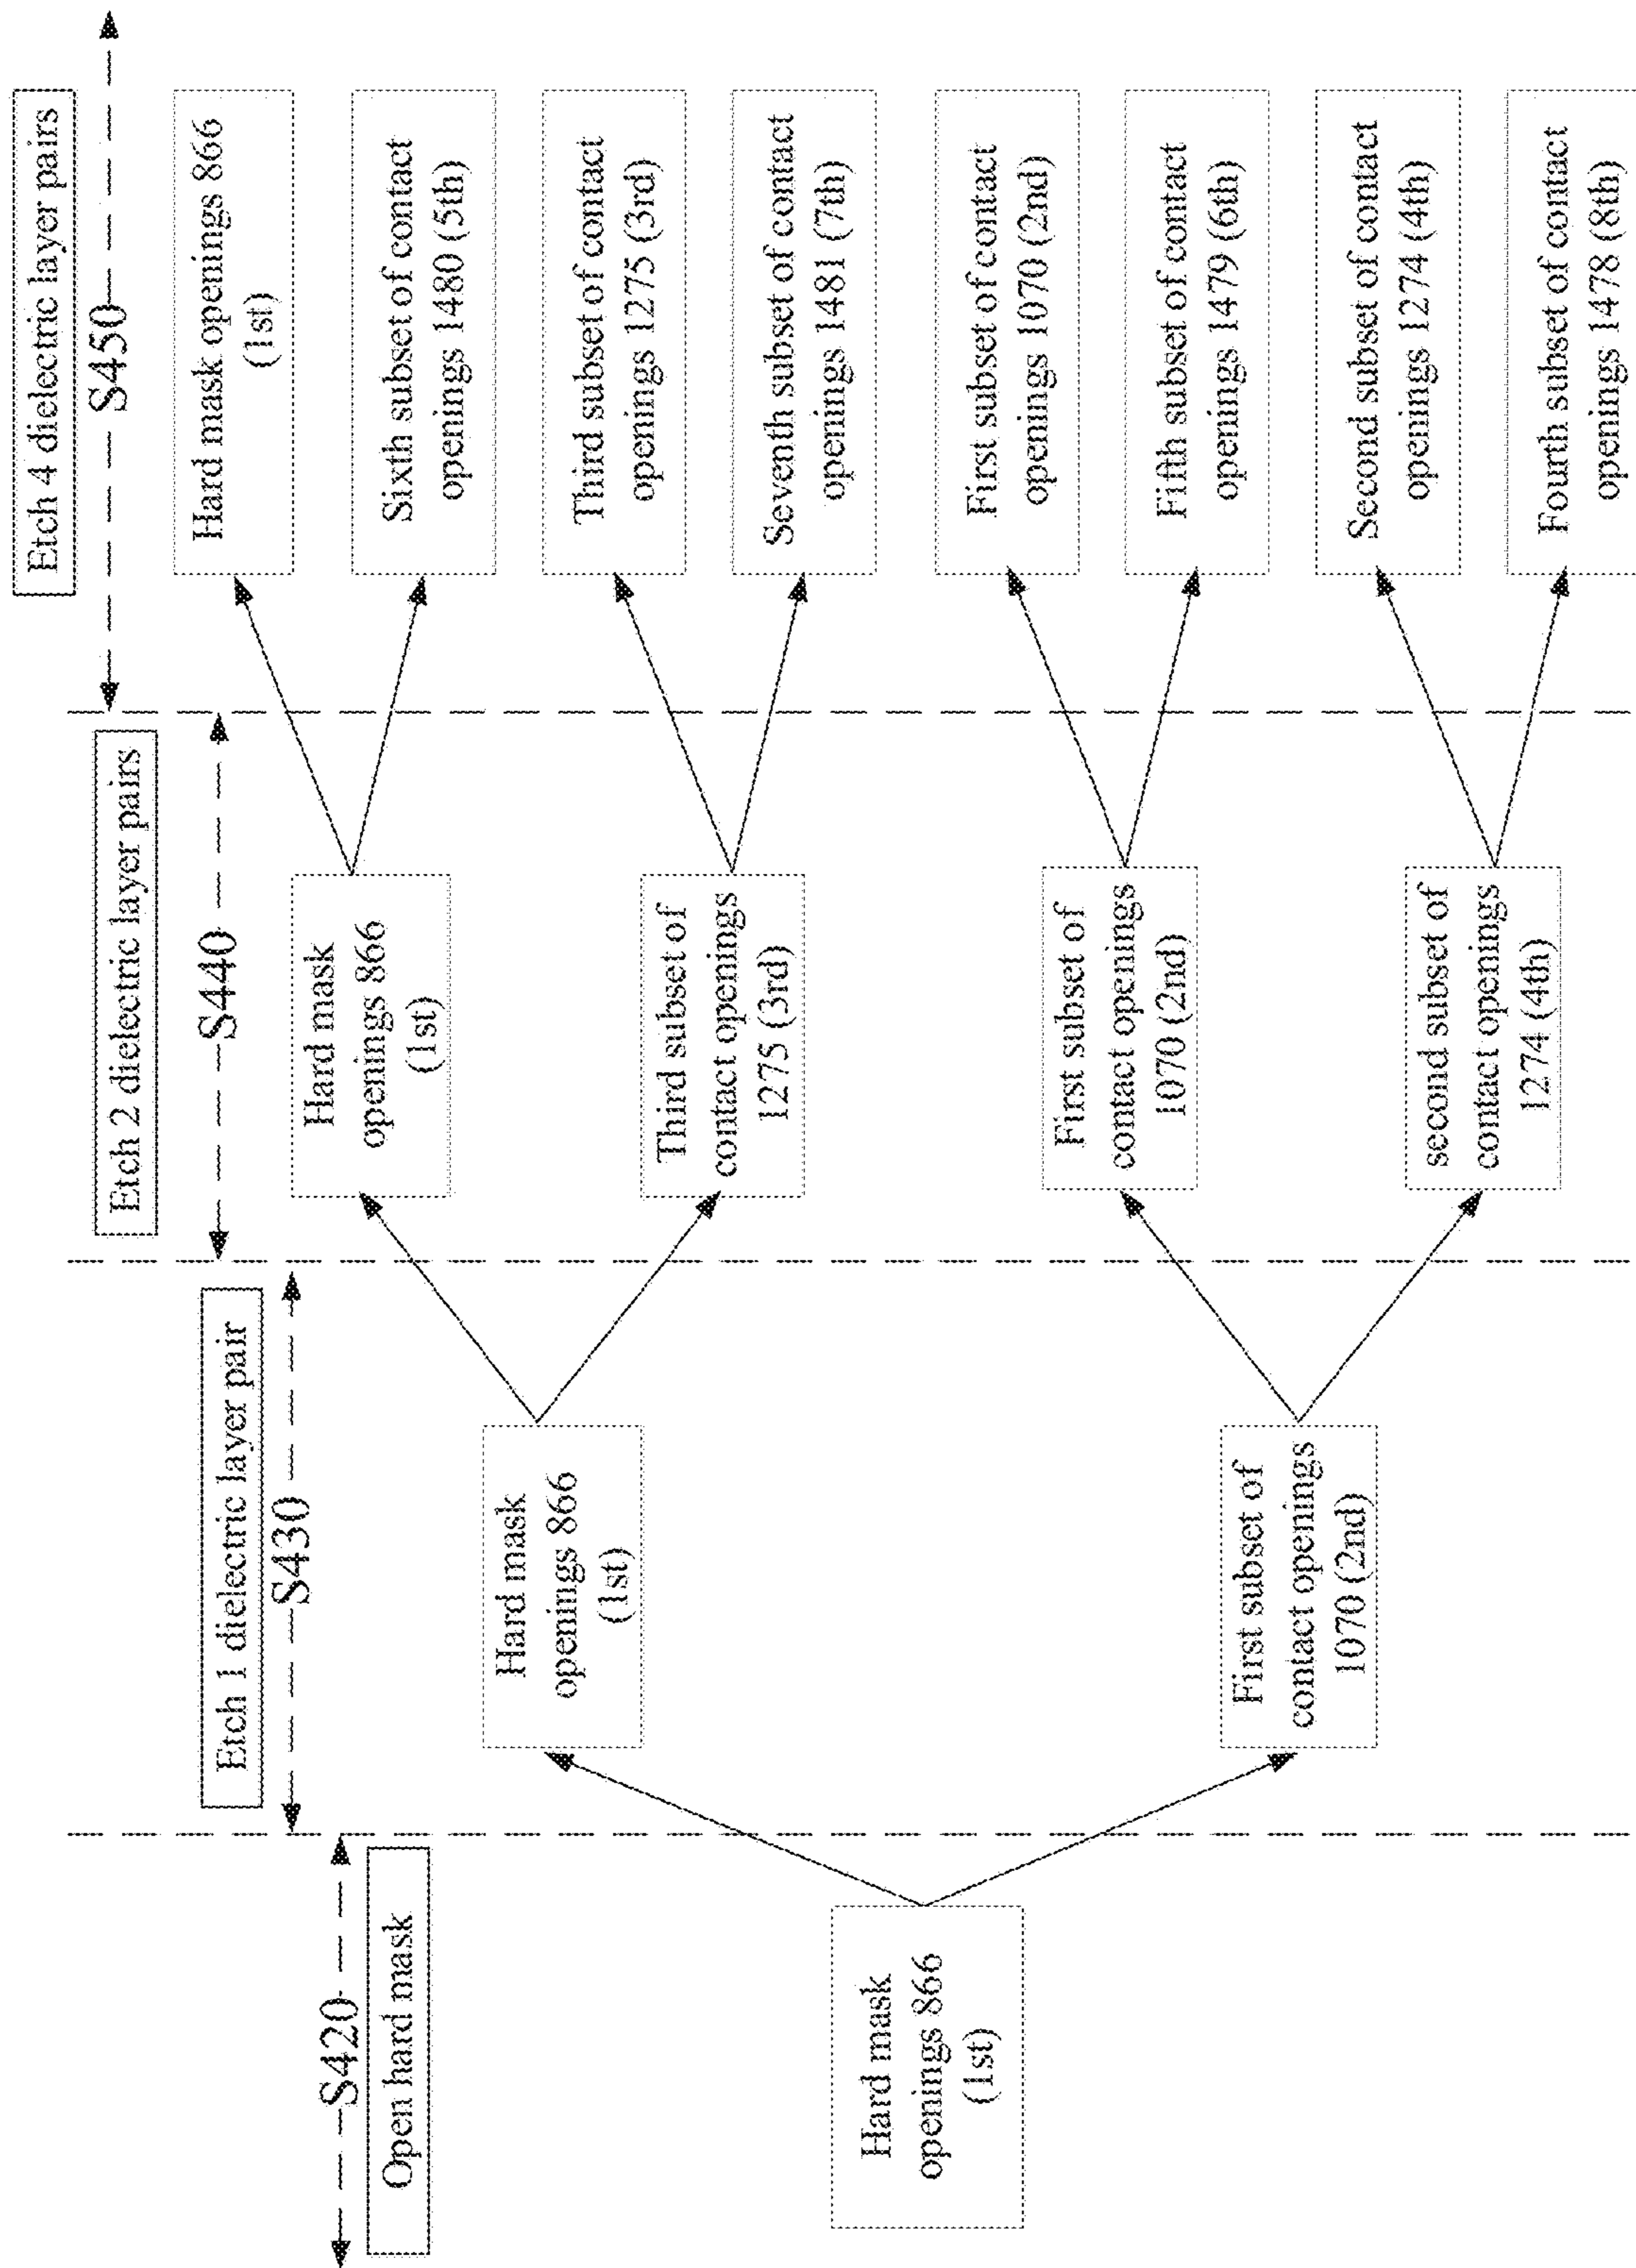 S420
Open hard mask
Hard mask
openings 866
(1st)
Etch 1 dielectric layer pair
S430
Hard mask
openings 866
(1st)
First subset of
contact openings
1070 (2nd)
Etch 2 dielectric layer pairs
S440
Hard mask
openings 866
(1st)
Third subset of
contact openings
1275 (3rd)
First subset of
contact openings
1070 (2nd)
second subset of
contact openings
1274 (4th)
Etch 4 dielectric layer pairs
S450
Hard mask openings 866
(1st)
Sixth subset of contact
openings 1480 (5th)
Third subset of contact
openings 1275 (3rd)
Seventh subset of contact
openings 1481 (7th)
First subset of contact
openings 1070 (2nd)
Fifth subset of contact
openings 1479 (6th)
Second subset of contact
openings 1274 (4th)
Fourth subset of contact
openings 1478 (8th)